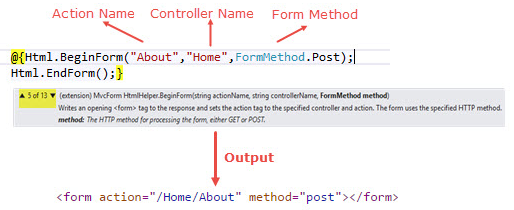 Action Name Controller Name Form Method
@{Html.BeginForm("About","Home",FormMethod.Post);
Html.EndForm();}
▲ 5 of 13 ▼ (extension) MvcForm HtmlHelper.BeginForm(string actionName, string controllerName, FormMethod method)
Writes an opening <form> tag to the response and sets the action tag to the specified controller and action. The form uses the specified HTTP method.
method: The HTTP method for processing the form, either GET or POST.
Output
<form action="/Home/About" method="post"></form>